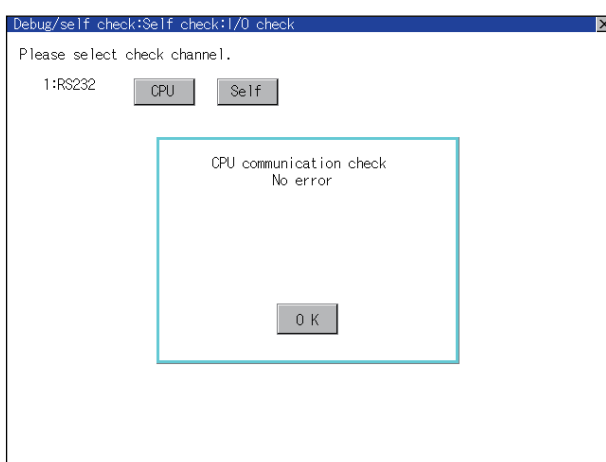 Debug/self check:Self check:I/O check
Please select check channel.
1:RS232 CPU Self
CPU communication check
No error
O K